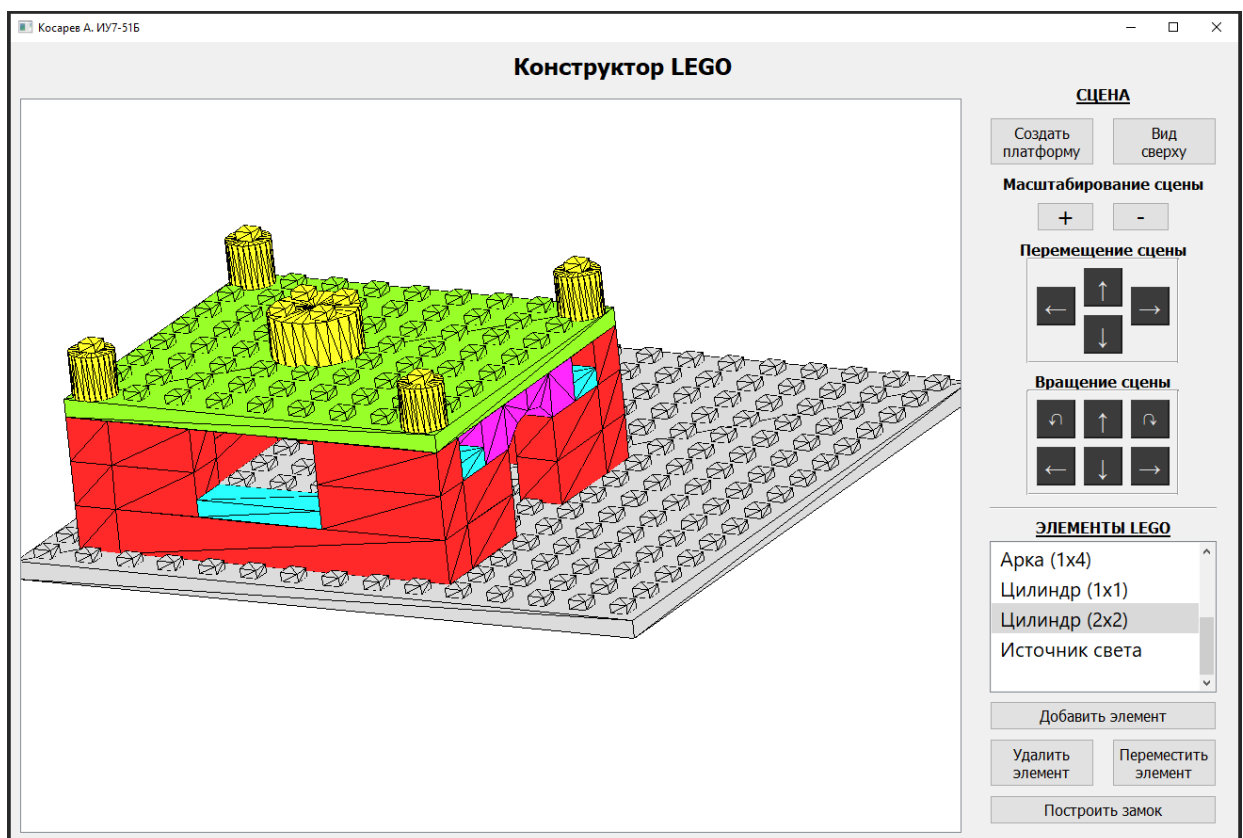 Косарев А. ИУ7-51Б
Конструктор LEGO
СЦЕНА
Создать
платформу
Вид
сверху
Масштабирование сцены
+
-
Перемещение сцены
←
↑
→
↓
Вращение сцены
↑
←
↓
→
ЭЛЕМЕНТЫ LEGO
Арка (1x4)
Цилиндр (1x1)
Цилиндр (2x2)
Источник света
Добавить элемент
Удалить
элемент
Переместить
элемент
Построить замок